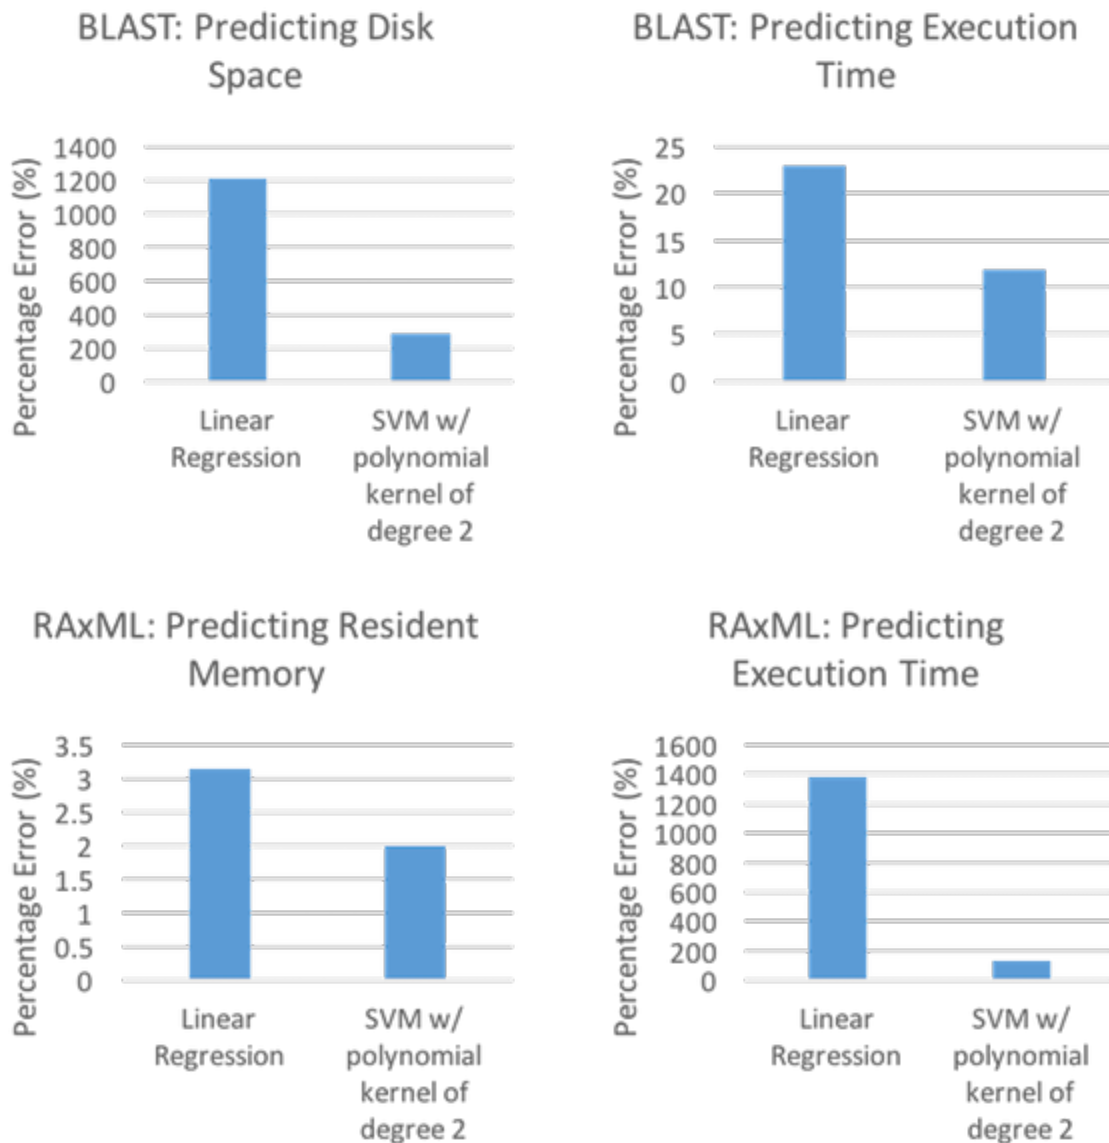 BLAST: Predicting Disk
Space
Percentage Error (%)
1400
1200
1000
800
600
400
200
0
Linear
Regression
SVM w/
polynomial
kernel of
degree 2
BLAST: Predicting Execution
Time
Percentage Error (%)
25
20
15
10
5
0
Linear
Regression
SVM w/
polynomial
kernel of
degree 2
RAxML: Predicting Resident
Memory
Percentage Error (%)
3.5
3
2.5
2
1.5
1
0.5
0
Linear
Regression
SVM w/
polynomial
kernel of
degree 2
RAxML: Predicting
Execution Time
Percentage Error (%)
1600
1400
1200
1000
800
600
400
200
0
Linear
Regression
SVM w/
polynomial
kernel of
degree 2